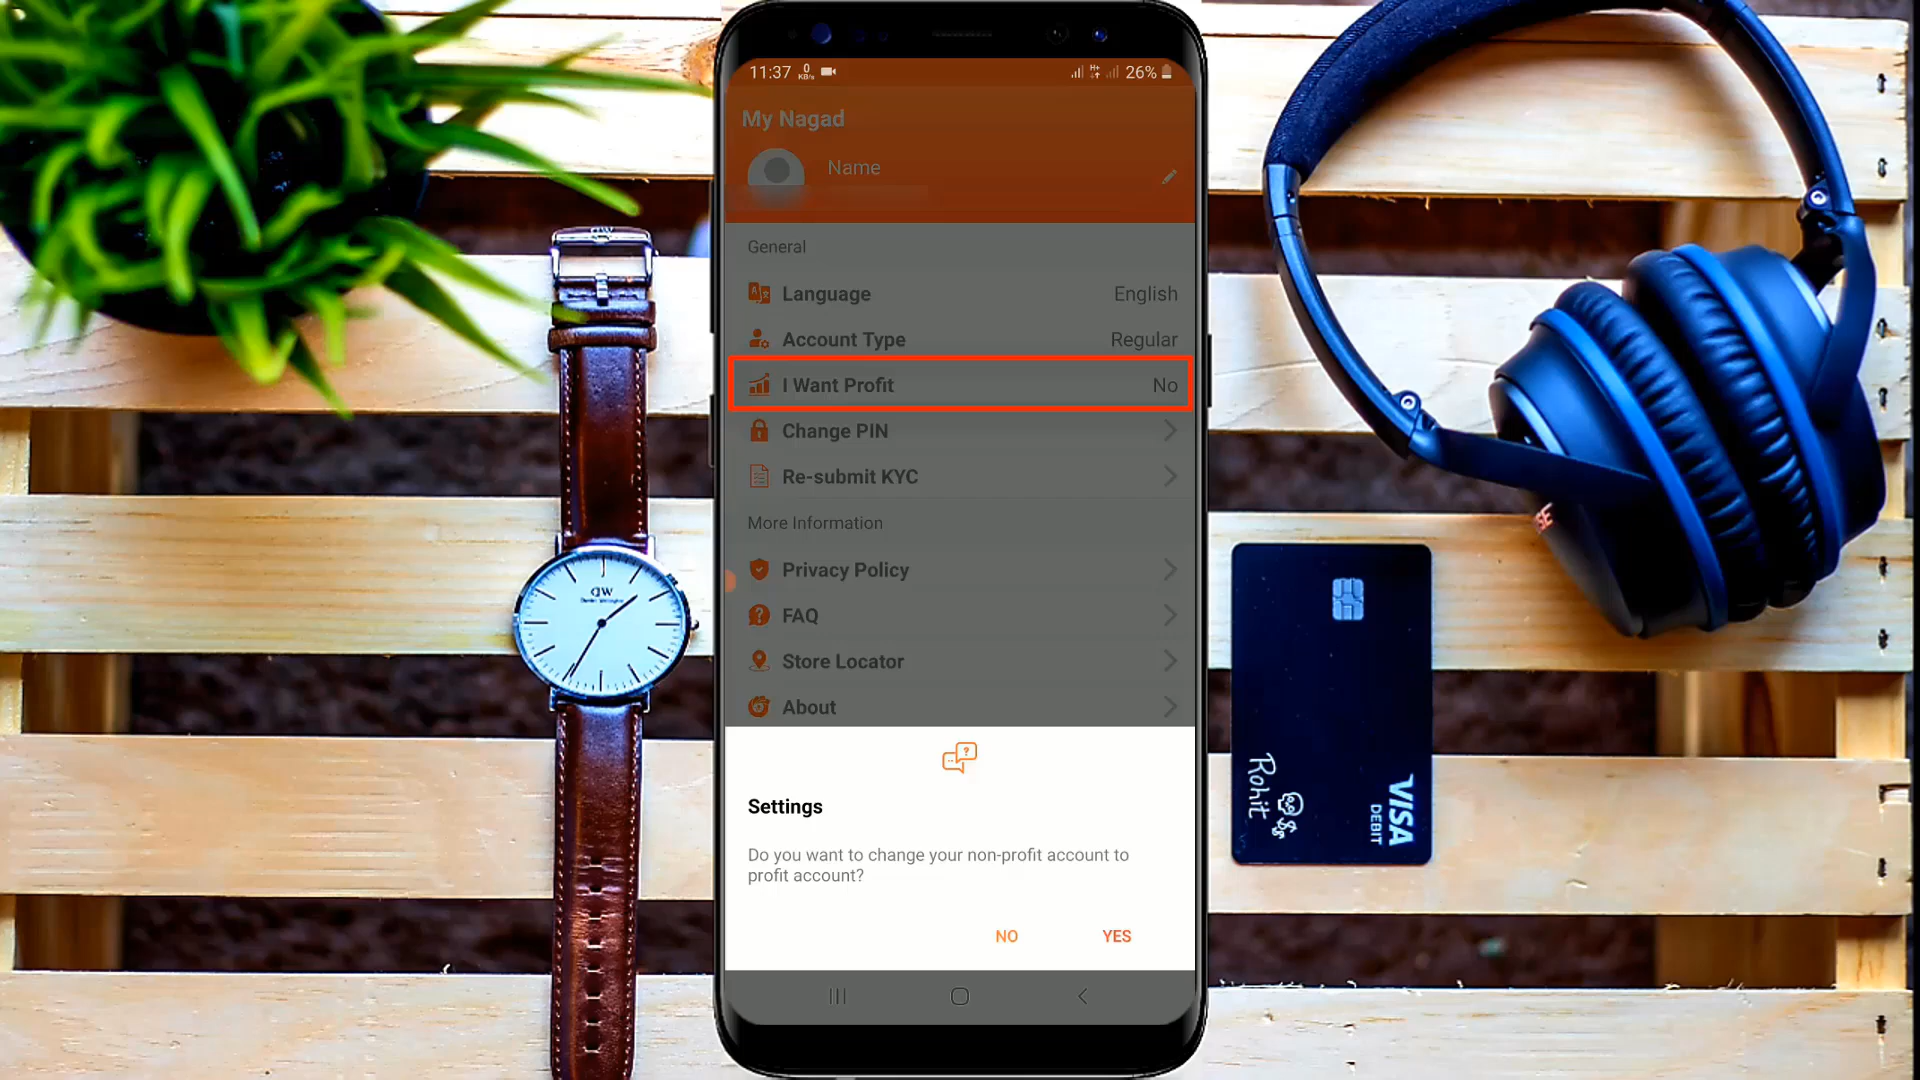 11:37 0 KB/s H+ 26%
My Nagad
Name
General
Language English
Account Type Regular
I Want Profit No
Change PIN
Re-submit KYC
More Information
Privacy Policy
FAQ
Store Locator
About
Settings
Do you want to change your non-profit account to
profit account?
NO YES
DW
Rohit
VISA
DEBIT